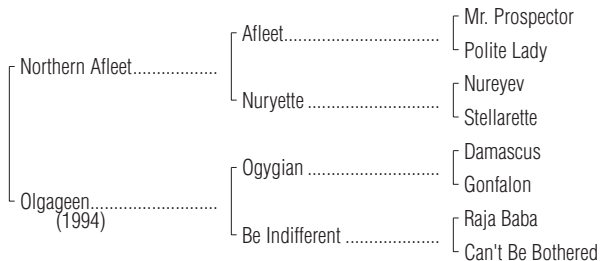 Mr. Prospector
Afleet
Polite Lady
Northern Afleet
Nureyev
Nuryette
Stellarette
Damascus
Ogygian
Gonfalon
Olgageen
(1994)
Raja Baba
Be Indifferent
Can't Be Bothered